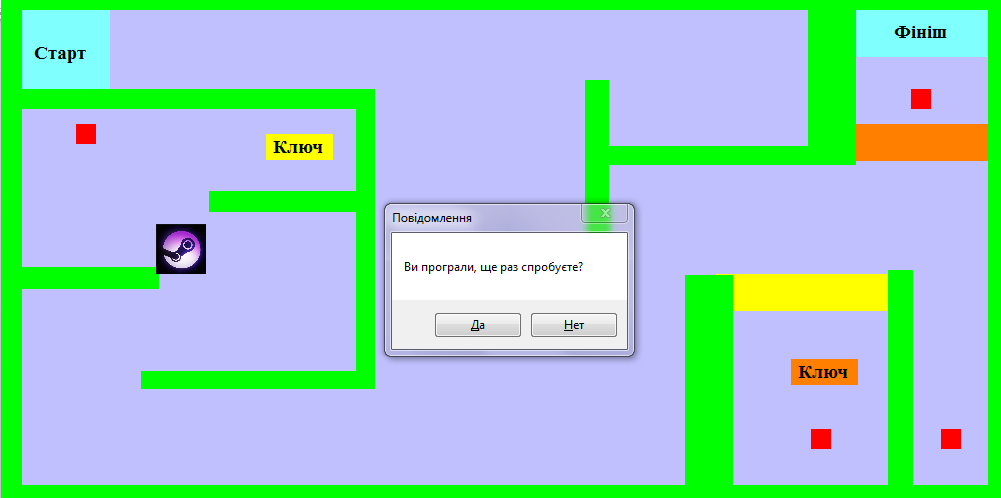 Старт
Фініш
Ключ
Повідомлення
x
Ви програли, ще раз спробуєте?
Да
Нет
Ключ